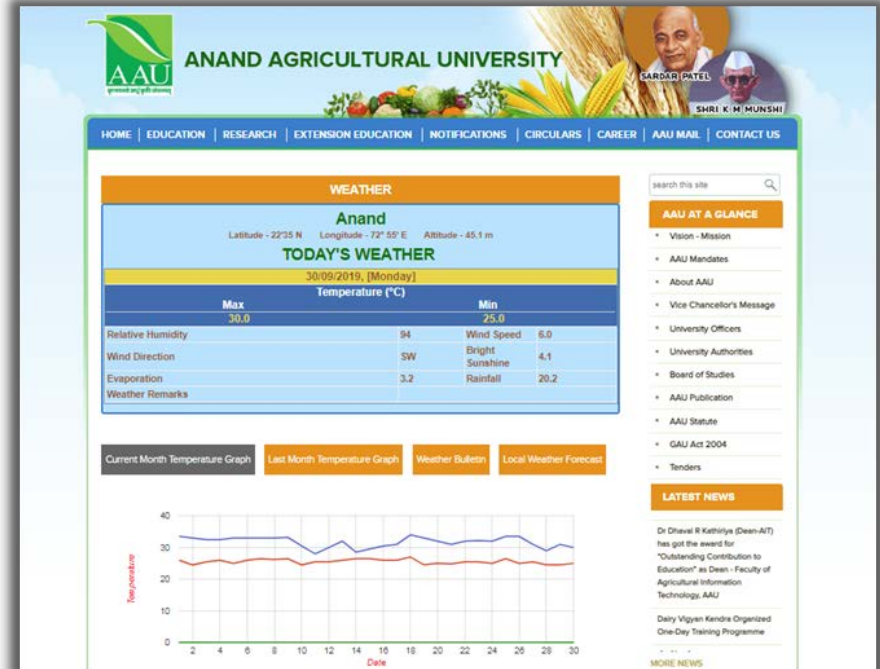 AAU
ANAND AGRICULTURAL UNIVERSITY
SARDAR PATEL
SHRI K M MUNSHI
HOME | EDUCATION | RESEARCH | EXTENSION EDUCATION | NOTIFICATIONS | CIRCULARS | CAREER | AAU MAIL | CONTACT US
WEATHER
Anand
Latitude - 22°35 N Longitude - 72° 55' E Altitude - 45.1 m
TODAY'S WEATHER
30/09/2019, [Monday]
Temperature (°C)
Max Min
30.0 25.0
Relative Humidity 94 Wind Speed 6.0
Wind Direction SW Bright Sunshine 4.1
Evaporation 3.2 Rainfall 20.2
Weather Remarks
Current Month Temperature Graph Last Month Temperature Graph Weather Bulletin Local Weather Forecast
40
30
20
10
0
Temperature
2 4 6 8 10 12 14 16 18 20 22 24 26 28 30
Date
search this site
AAU AT A GLANCE
Vision - Mission
AAU Mandates
About AAU
Vice Chancellor's Message
University Officers
University Authorities
Board of Studies
AAU Publication
AAU Statute
GAU Act 2004
Tenders
LATEST NEWS
Dr Dhaval R Kathiriya (Dean-AIT)
has got the award for
"Outstanding Contribution to
Education" as Dean - Faculty of
Agricultural Information
Technology, AAU
Dairy Vigyan Kendra Organized
One-Day Training Programme
MORE NEWS